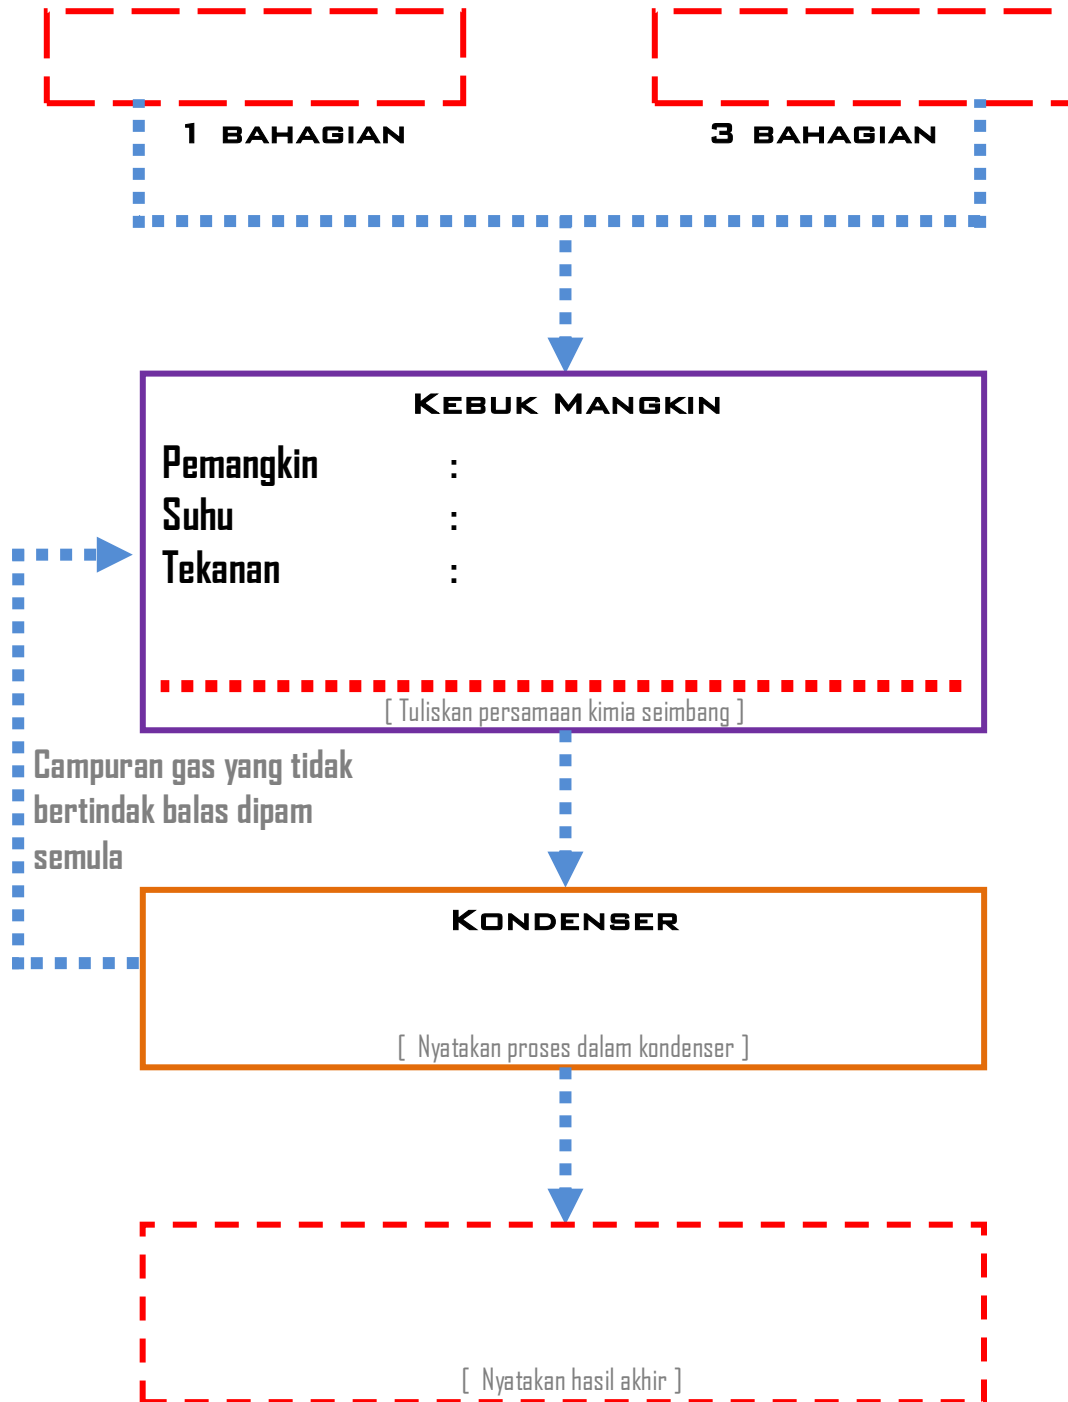 1 BAHAGIAN
3 BAHAGIAN
KEBUK MANGKIN
Pemangkin :
Suhu :
Tekanan :
[ Tuliskan persamaan kimia seimbang ]
Campuran gas yang tidak
bertindak balas dipam
semula
KONDENSER
[ Nyatakan proses dalam kondenser ]
[ Nyatakan hasil akhir ]